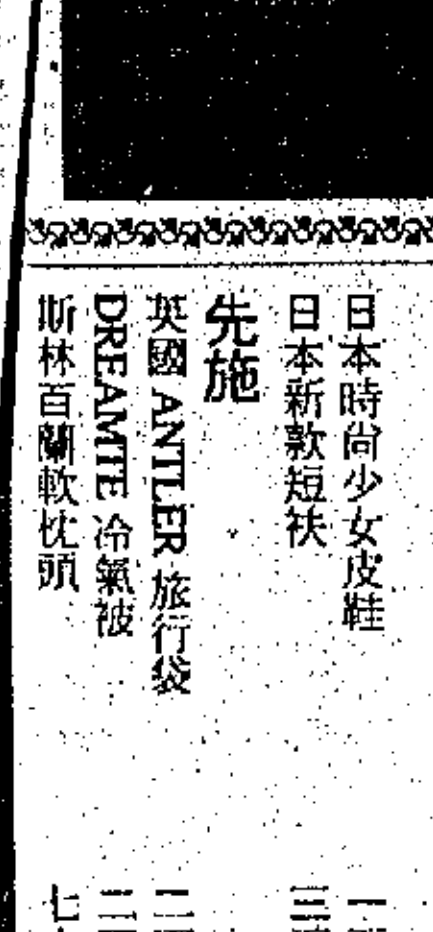 日本時尚少女皮鞋
日本新款短袜
先施
英國 ANTLER 旅行袋
DREAMTE 冷氣被
斯林百蘭軟枕頭